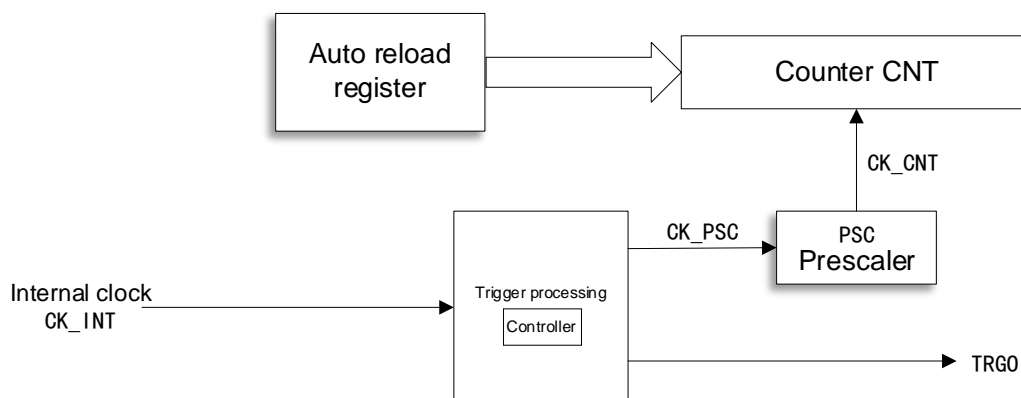 Auto reload
register
Counter CNT
CK_CNT
CK_PSC
PSC
Prescaler
Internal clock
CK_INT
Trigger processing
Controller
TRGO